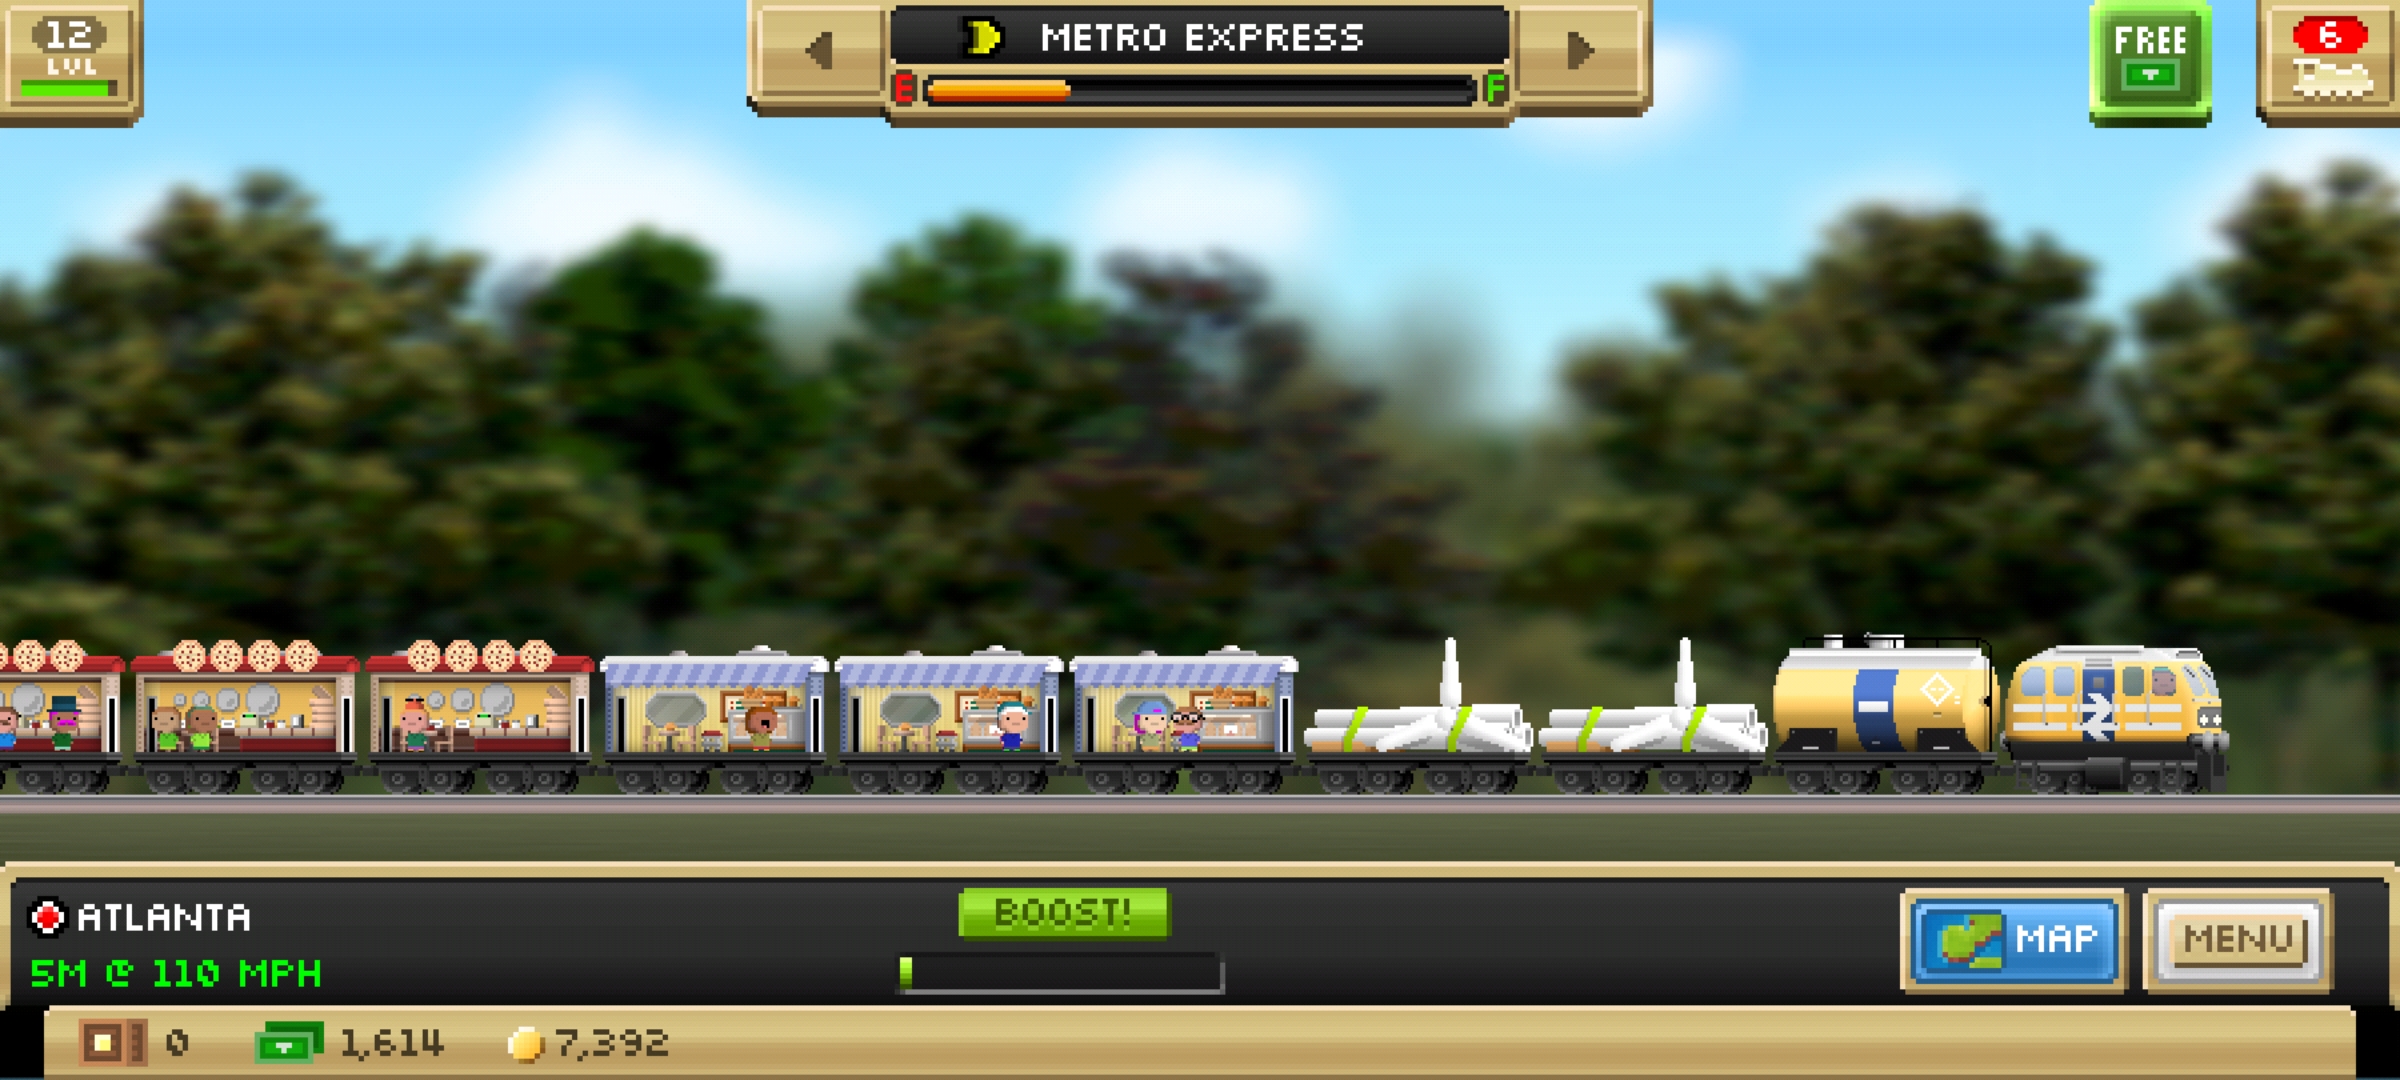 12
LVL
METRO EXPRESS
E F
FREE
6
ATLANTA
5M @ 110 MPH
BOOST!
MAP
MENU
0
1,614
7,392